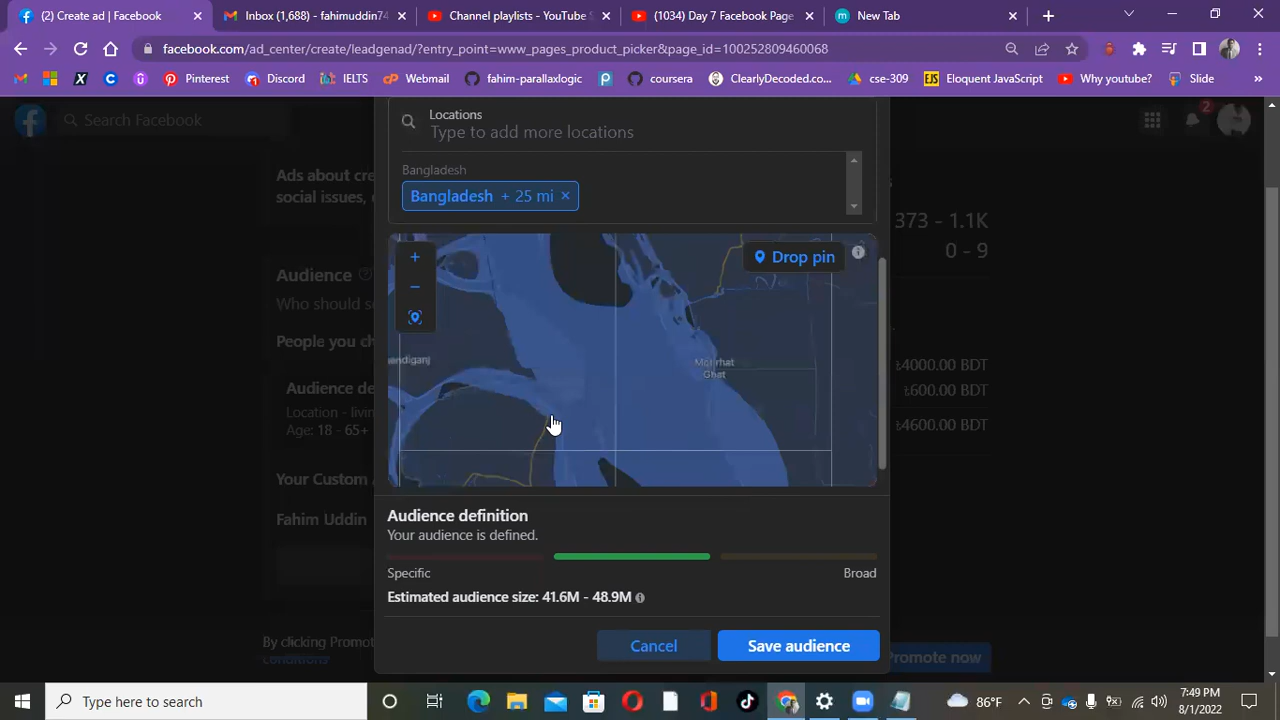 (1) Create ad | Facebook
Inbox (1,688) - fahimuddin74
Channel playlists - YouTube S
(1034) Day 7 Facebook Page
New Tab
facebook.com/ad_center/create/leadgenad/?entry_point=www_pages_product_picker&page_id=100252809460068
Pinterest
Discord
IELTS
Webmail
fahim-parallaxlogic
coursera
ClearlyDecoded.co...
cse-309
EJS
Eloquent JavaScript
Why youtube?
Slide
Search Facebook
2
Locations
Type to add more locations
Bangladesh
Bangladesh + 25 mi
Drop pin
endiganj
Ghat
Ads about cre
social issues,
Audience
Who should s
People you ch
Audience de
Location - livin
Age: 18 - 65+
Your Custom
Fahim Uddin
By clicking Promot
Conditions
373 - 1.1K
0 - 9
৳4000.00 BDT
৳600.00 BDT
৳4600.00 BDT
Audience definition
Your audience is defined.
Specific
Broad
Estimated audience size: 41.6M - 48.9M
Cancel
Save audience
Promote now
Type here to search
86°F
7:49 PM
8/1/2022